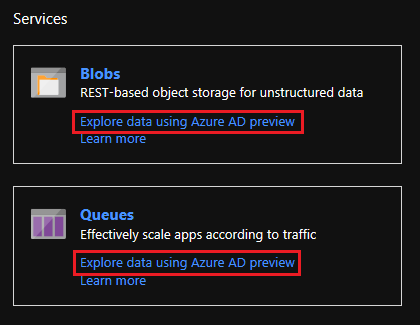 Services
Blobs
REST-based object storage for unstructured data
Explore data using Azure AD preview
Learn more
Queues
Effectively scale apps according to traffic
Explore data using Azure AD preview
Learn more